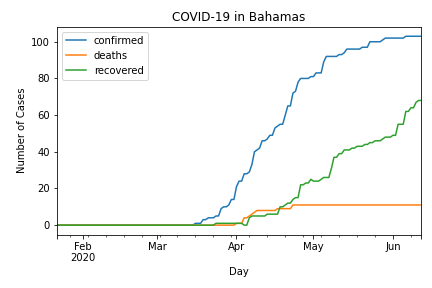 COVID-19 in Bahamas
confirmed
deaths
recovered
Number of Cases
100
80
60
40
20
0
Feb
2020
Mar
Apr
May
Jun
Day